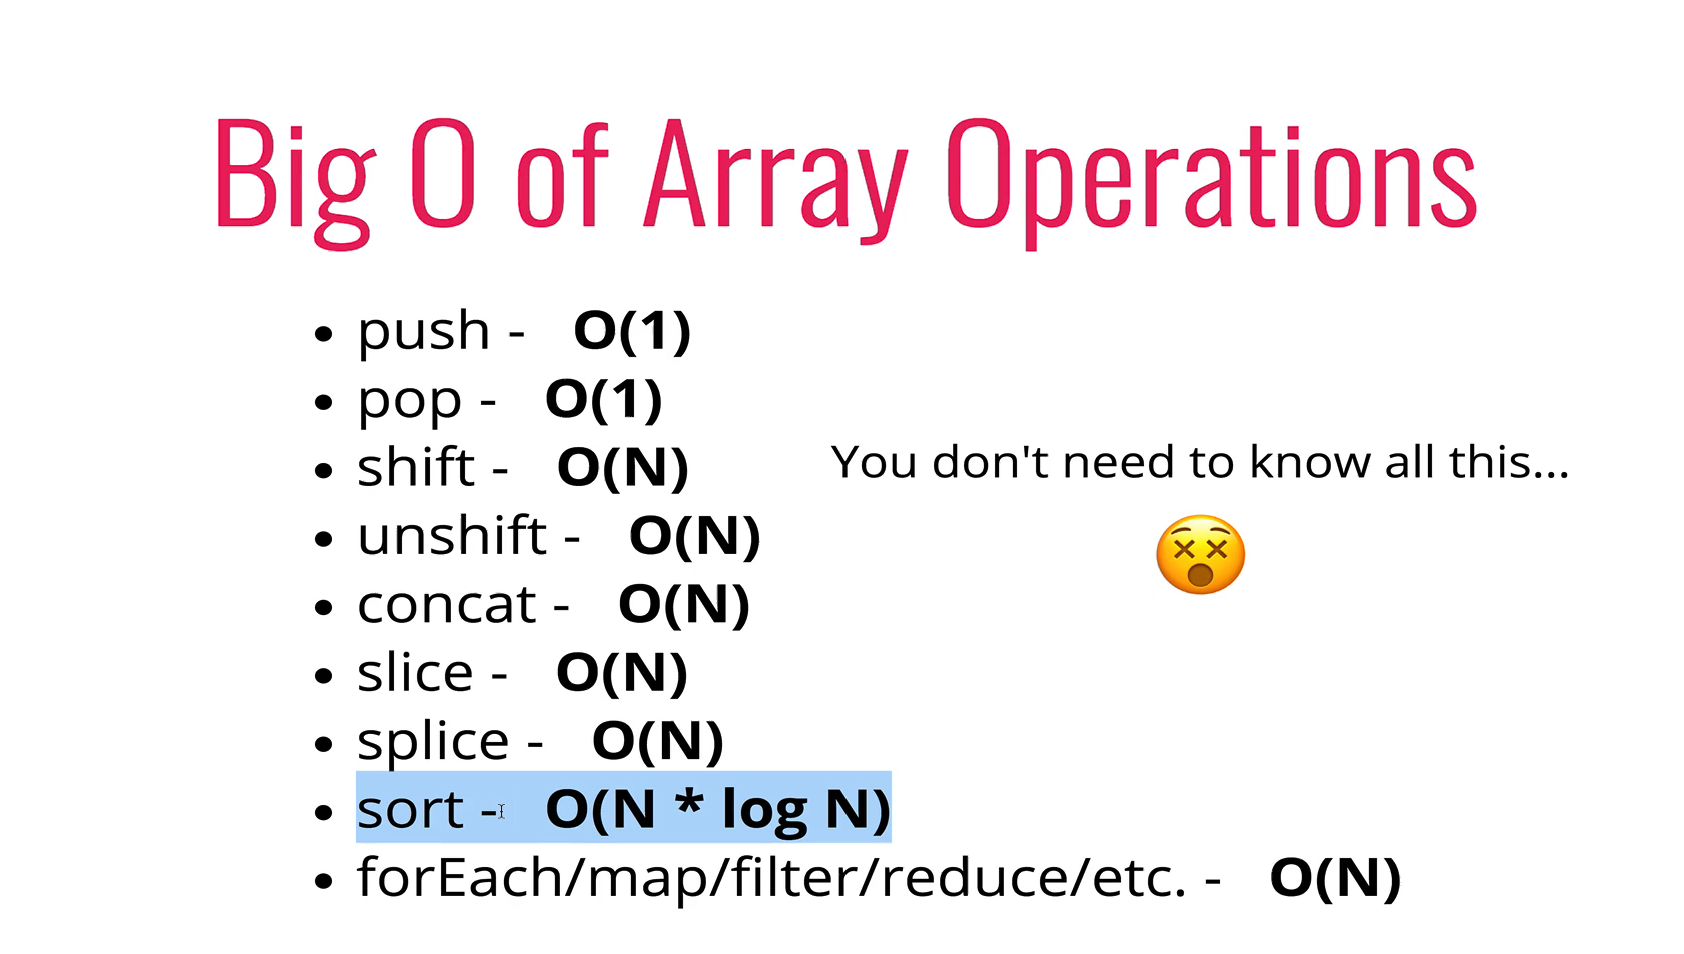 Big O of Array Operations
• push - O(1)
• pop - O(1)
• shift - O(N)
You don't need to know all this...
• unshift - O(N)
• concat - O(N)
• slice - O(N)
• splice - O(N)
• sort - O(N * log N)
• forEach/map/filter/reduce/etc. - O(N)